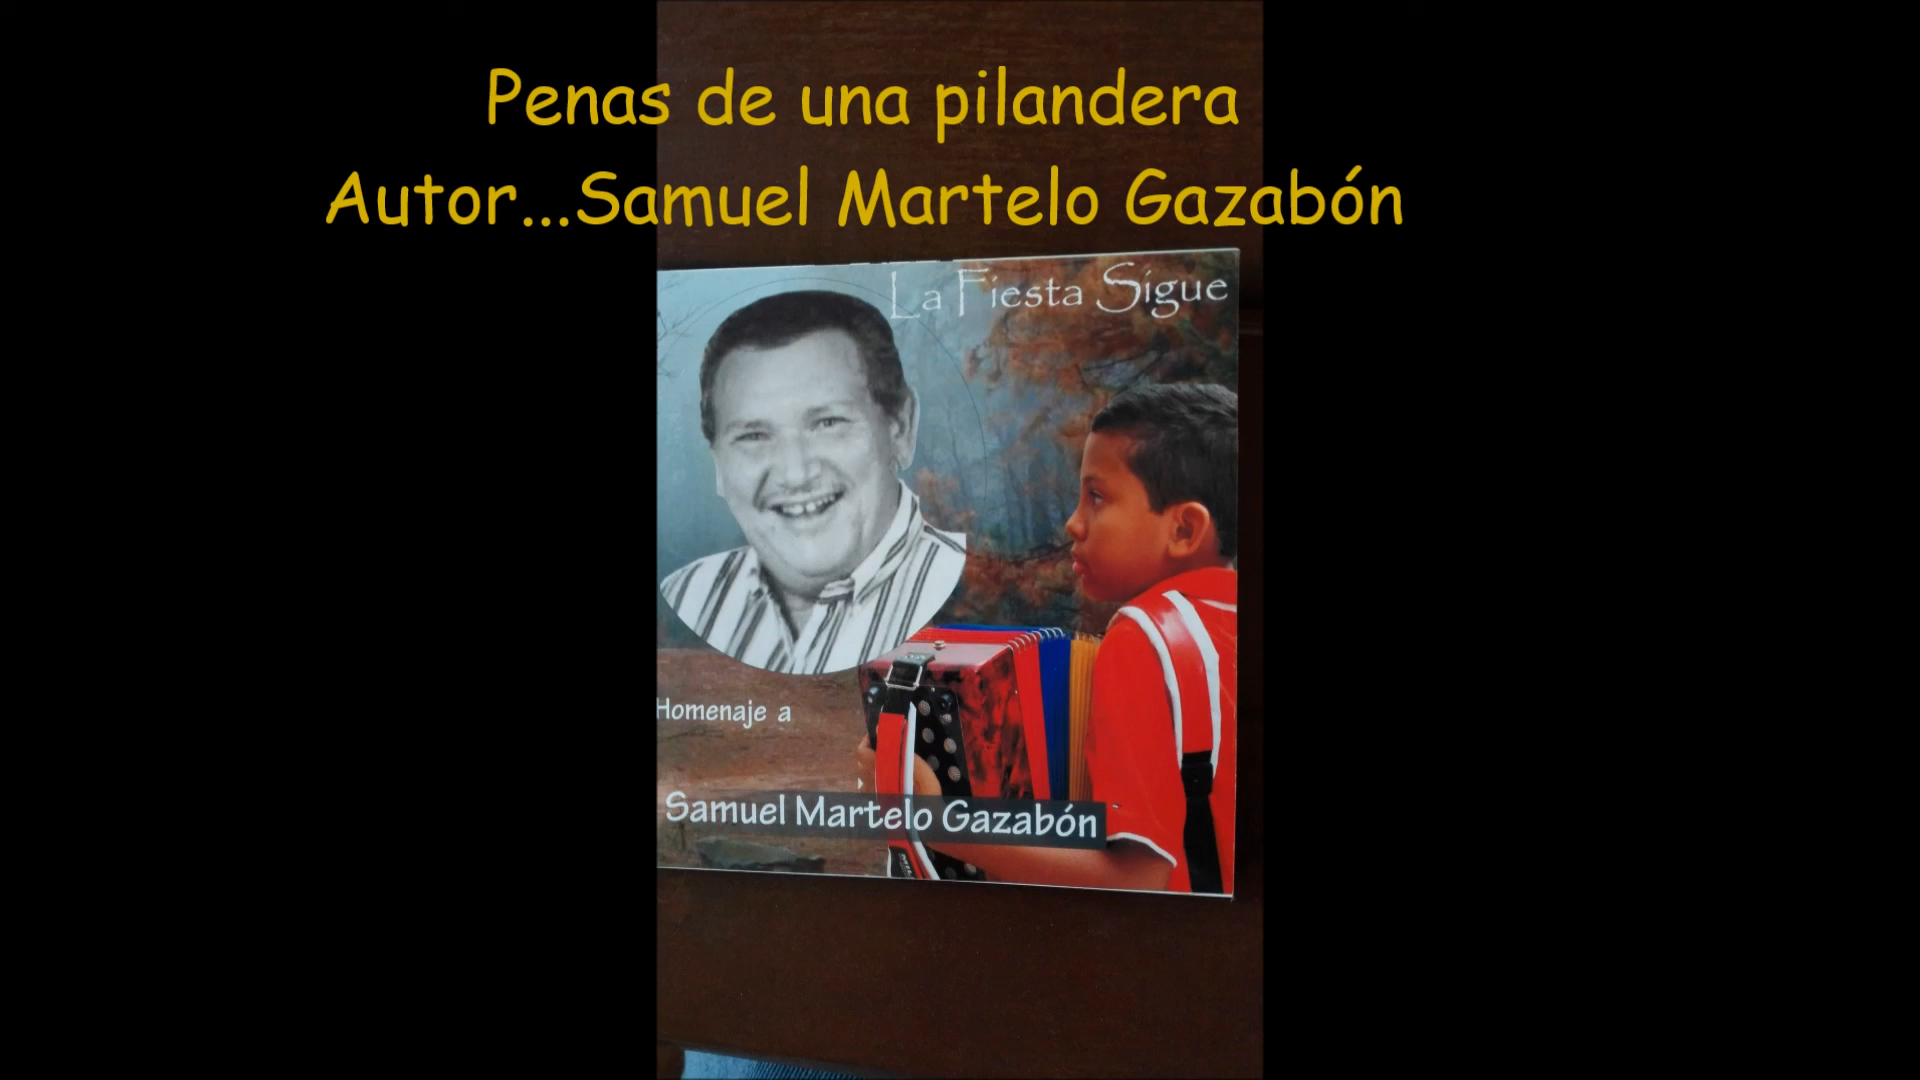 Penas de una pilandera
Autor...Samuel Martelo Gazabón
La Fiesta Sigue
Homenaje a
Samuel Martelo Gazabón